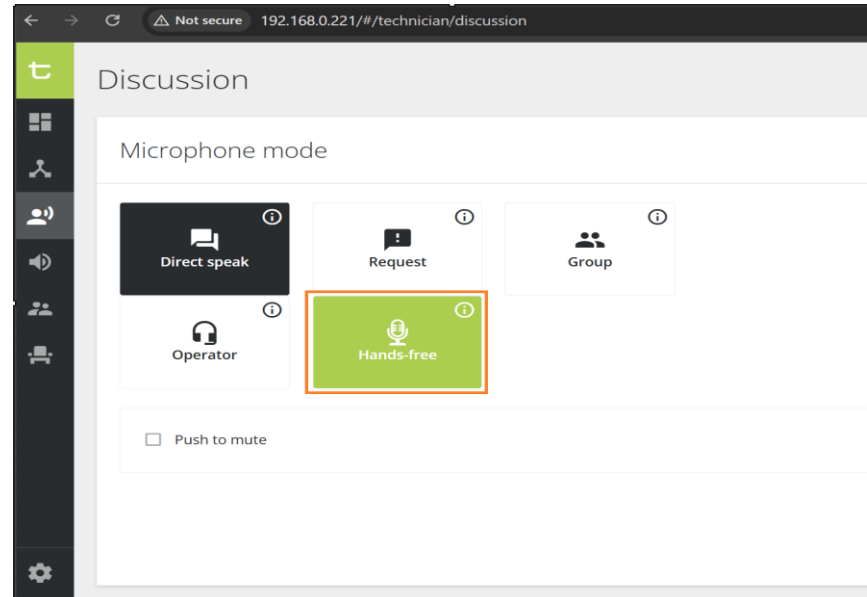 Not secure 192.168.0.221/#/technician/discussion
t
Discussion
Microphone mode
Direct speak
Request
Group
Operator
Hands-free
Push to mute